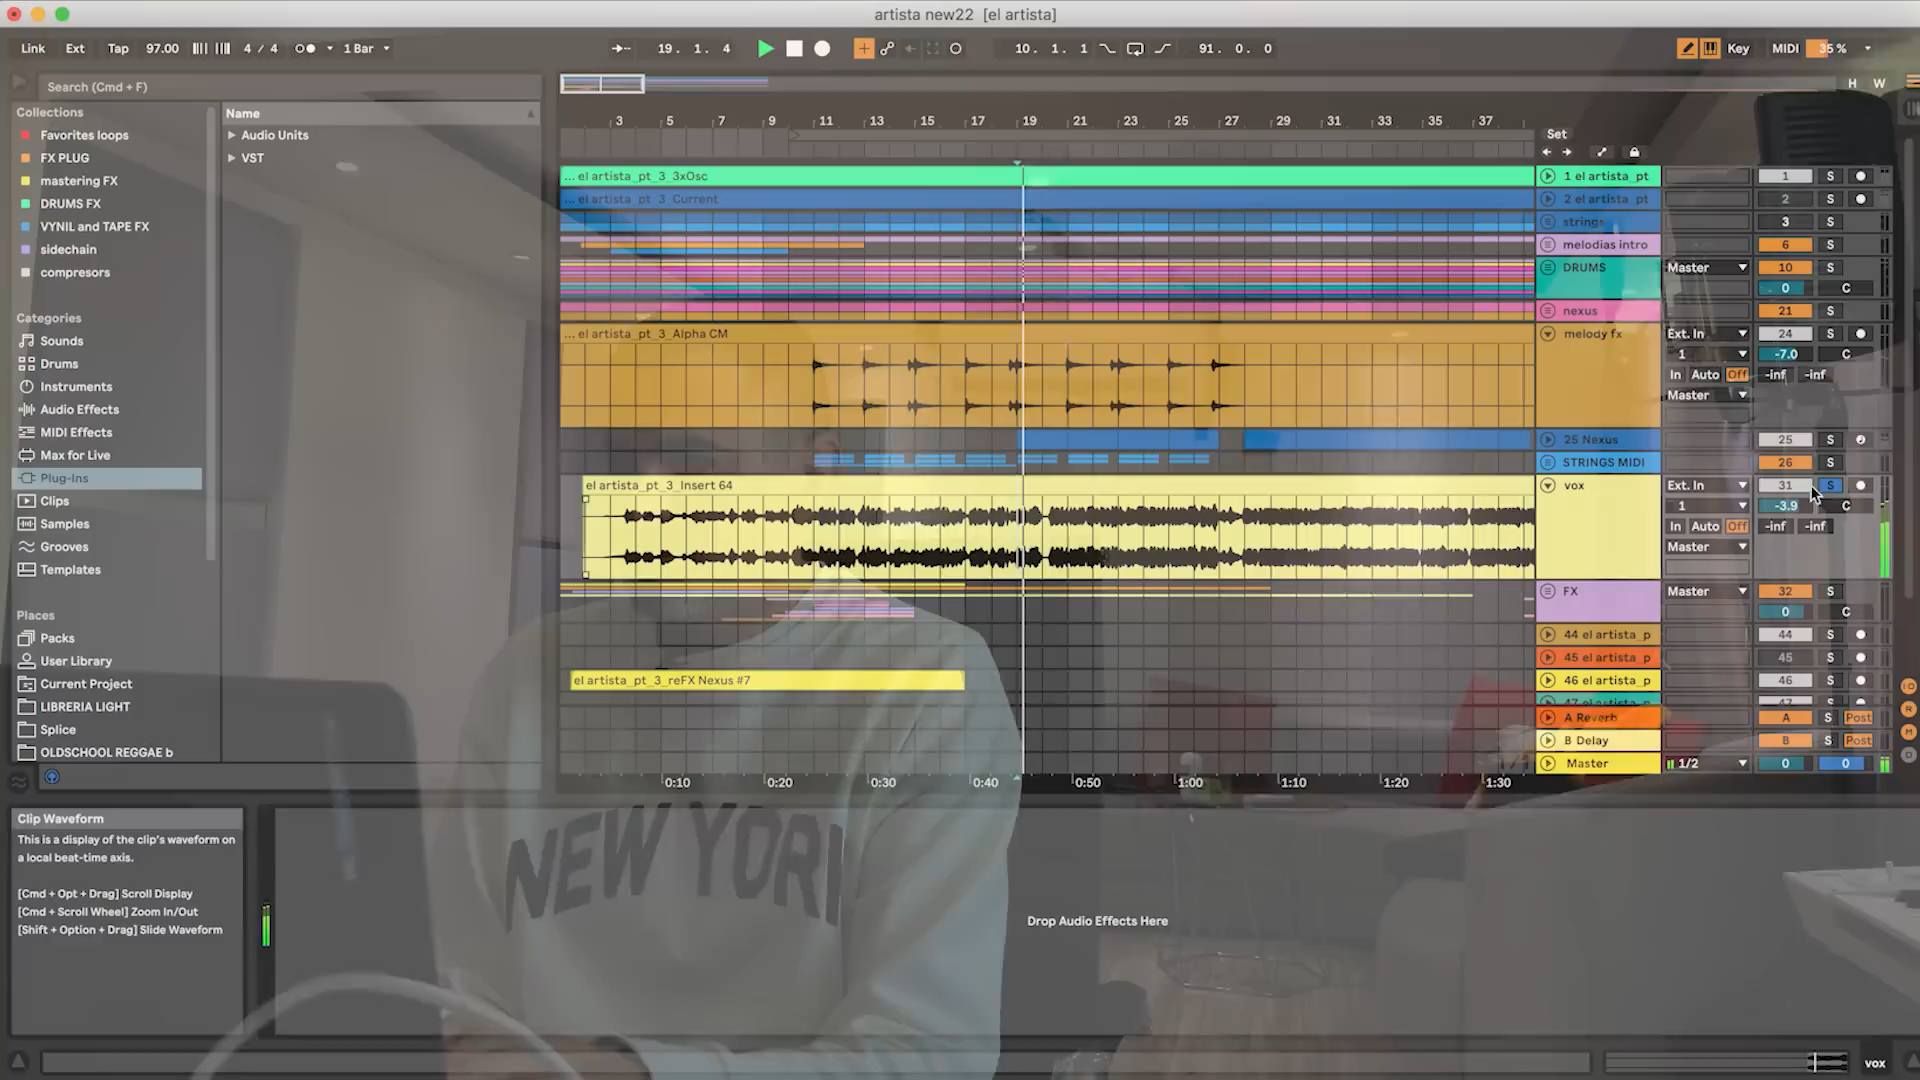 artista new22 [el artista]
Link Ext Tap 97.00 4 / 4 1 Bar 19. 1. 4 10. 1. 1 91. 0. 0 Key MIDI 35 %
Search (Cmd + F)
H W
Collections
Favorites loops
FX PLUG
mastering FX
DRUMS FX
VYNIL and TAPE FX
sidechain
compresors
Categories
Sounds
Drums
Instruments
Audio Effects
MIDI Effects
Max for Live
Plug-Ins
Clips
Samples
Grooves
Templates
Places
Packs
User Library
Current Project
LIBRERIA LIGHT
Splice
OLDSCHOOL REGGAE b
Name
Audio Units
VST
3 5 7 9 11 13 15 17 19 21 23 25 27 29 31 33 35 37
Set
... el artista_pt_3_3xOsc
1 el artista_pt 1 S
... el artista_pt_3_Current
2 el artista_pt 2 S
strings 3 S
melodias intro 6 S
DRUMS Master 10 S
0 C
nexus 21 S
... el artista_pt_3_Alpha CM
melody fx Ext. In 24 S
1 -7.0 C
In Auto Off -inf -inf
Master
25 Nexus 25 S
STRINGS MIDI 26 S
el artista_pt_3_Insert 64
vox Ext. In 31 S
1 -3.9 C
In Auto Off -inf -inf
Master
FX Master 32 S
0 C
44 el artista_p 44 S
45 el artista_p 45 S
el artista_pt_3_reFX Nexus #7
46 el artista_p 46 S
47 el artista_p 47 S
A Reverb A S Post
B Delay B S Post
Master 1/2 0 0
0:10 0:20 0:30 0:40 0:50 1:00 1:10 1:20 1:30
Clip Waveform
This is a display of the clip's waveform on
a local beat-time axis.
[Cmd + Opt + Drag] Scroll Display
[Cmd + Scroll Wheel] Zoom In/Out
[Shift + Option + Drag] Slide Waveform
NEW YORK
Drop Audio Effects Here
vox